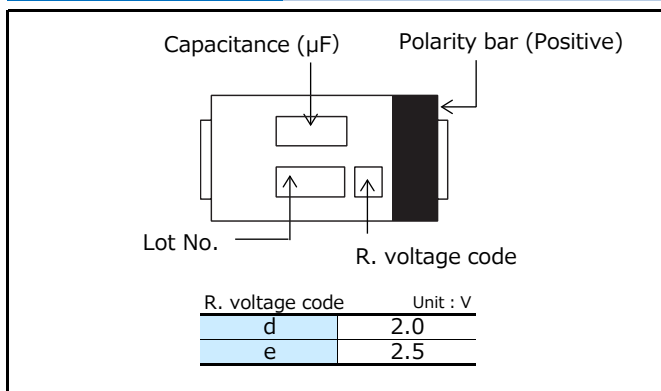 Capacitance (µF)
Polarity bar (Positive)
Lot No.
R. voltage code
R. voltage code Unit : V
d 2.0
e 2.5